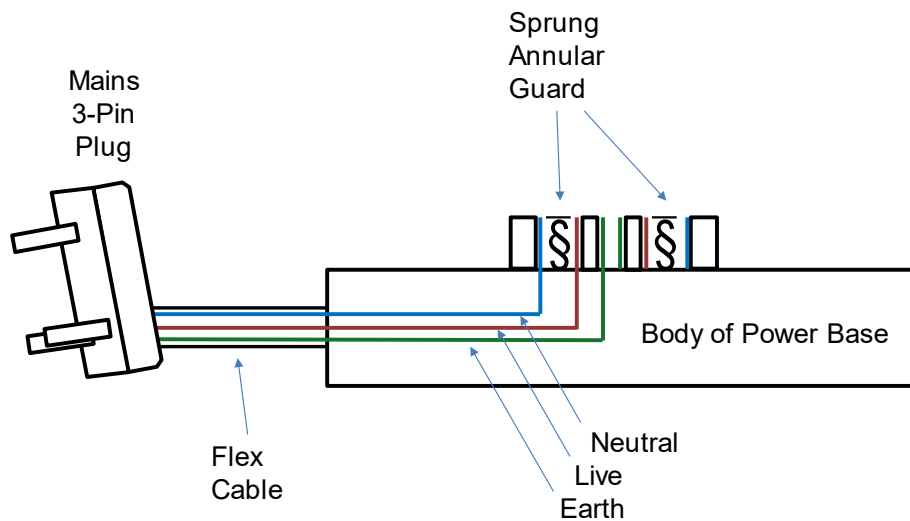 Sprung
Annular
Guard
Mains
3-Pin
Plug
Body of Power Base
Flex
Cable
Neutral
Live
Earth